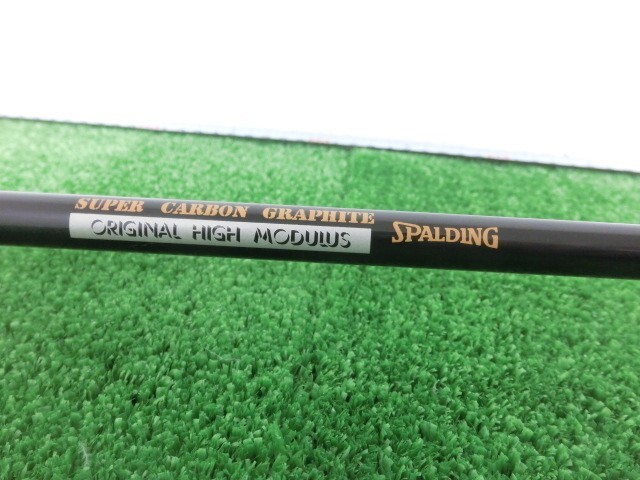 SUPER CARBON GRAPHITE
ORIGINAL HIGH MODULUS
SPALDING